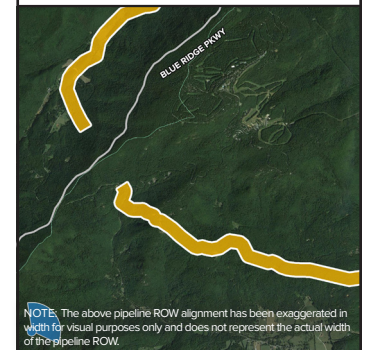 BLUE RIDGE PKWY
NOTE: The above pipeline ROW alignment has been exaggerated in
width for visual purposes only and does not represent the actual width
of the pipeline ROW.